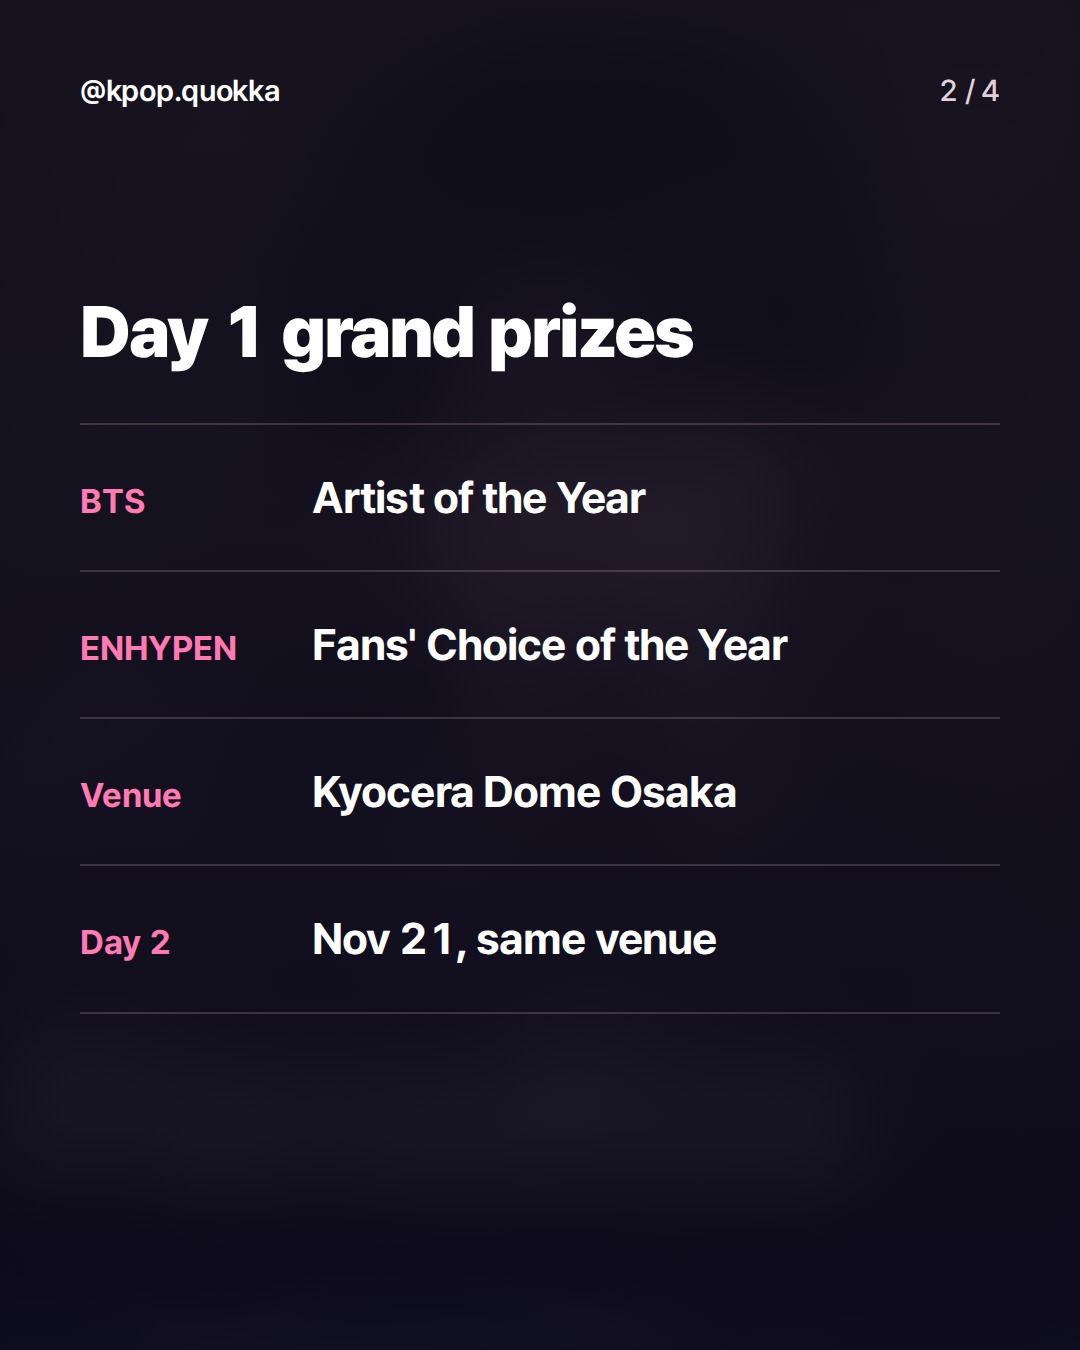 @kpop.quokka
2 / 4
Day 1 grand prizes
BTS Artist of the Year
ENHYPEN Fans' Choice of the Year
Venue Kyocera Dome Osaka
Day 2 Nov 21, same venue